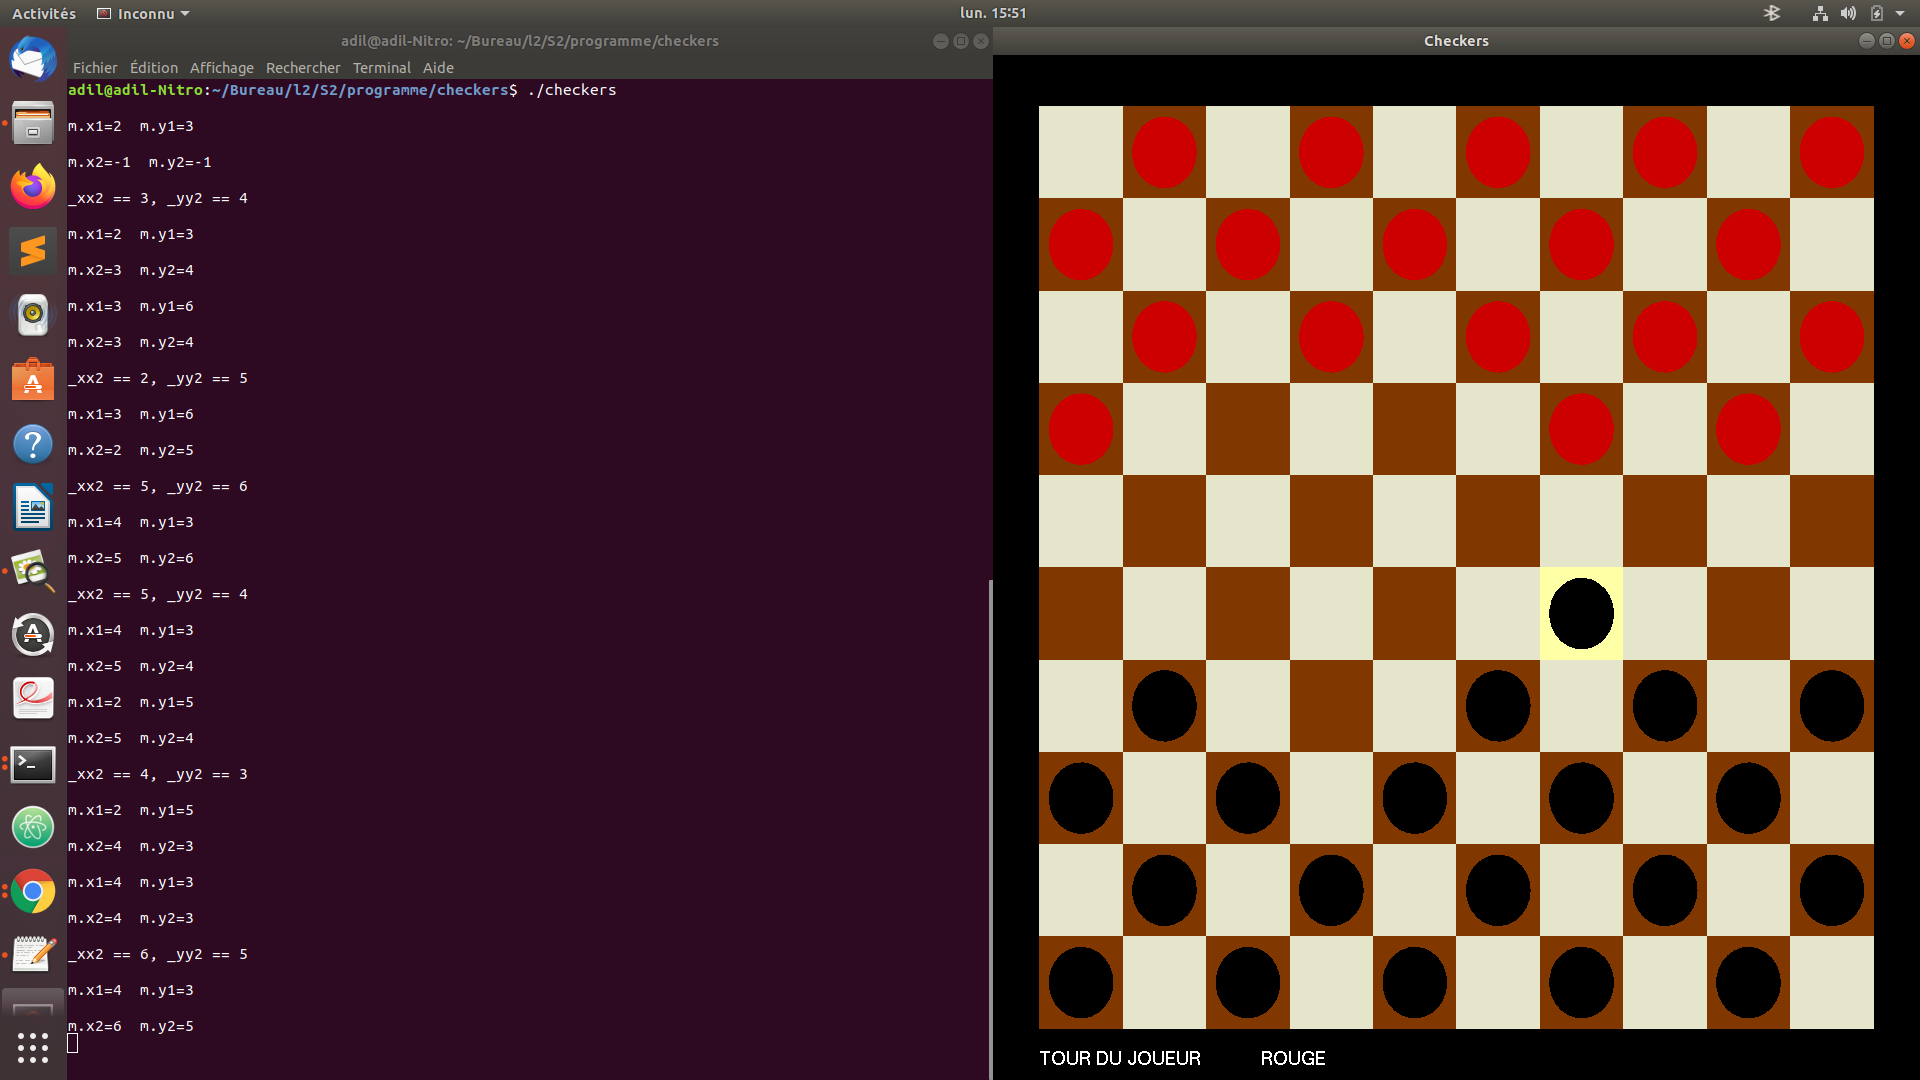 Activités Inconnu lun. 15:51
adil@adil-Nitro: ~/Bureau/l2/S2/programme/checkers
Fichier Édition Affichage Rechercher Terminal Aide
adil@adil-Nitro:~/Bureau/l2/S2/programme/checkers$ ./checkers
m.x1=2 m.y1=3
m.x2=-1 m.y2=-1
_xx2 == 3, _yy2 == 4
m.x1=2 m.y1=3
m.x2=3 m.y2=4
m.x1=3 m.y1=6
m.x2=3 m.y2=4
_xx2 == 2, _yy2 == 5
m.x1=3 m.y1=6
m.x2=2 m.y2=5
_xx2 == 5, _yy2 == 6
m.x1=4 m.y1=3
m.x2=5 m.y2=6
_xx2 == 5, _yy2 == 4
m.x1=4 m.y1=3
m.x2=5 m.y2=4
m.x1=2 m.y1=5
m.x2=5 m.y2=4
_xx2 == 4, _yy2 == 3
m.x1=2 m.y1=5
m.x2=4 m.y2=3
m.x1=4 m.y1=3
m.x2=4 m.y2=3
_xx2 == 6, _yy2 == 5
m.x1=4 m.y1=3
m.x2=6 m.y2=5
Checkers
TOUR DU JOUEUR ROUGE